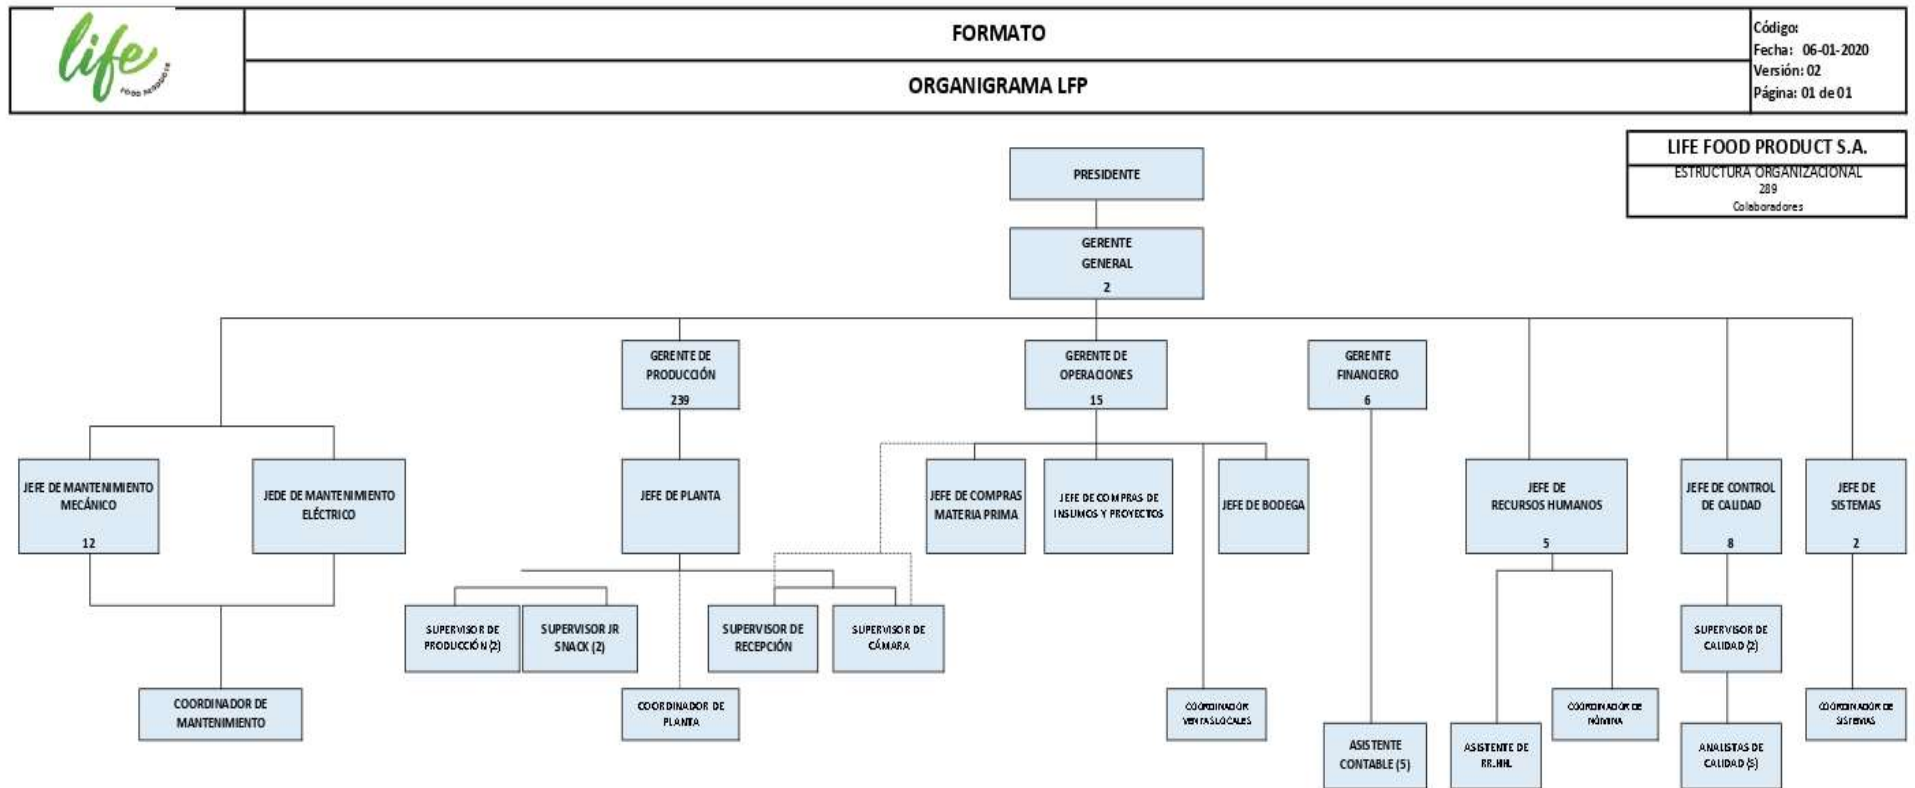 life
FOOD PRODUCTS
FORMATO
ORGANIGRAMA LFP
Código:
Fecha: 06-01-2020
Versión: 02
Página: 01 de 01
LIFE FOOD PRODUCT S.A.
ESTRUCTURA ORGANIZACIONAL
289
Colaboradores
PRESIDENTE
GERENTE
GENERAL
2
GERENTE DE
PRODUCCIÓN
239
GERENTE DE
OPERACIONES
15
GERENTE
FINANCIERO
6
JEFE DE MANTENIMIENTO
MECÁNICO
12
JEDE DE MANTENIMIENTO
ELÉCTRICO
JEFE DE PLANTA
JEFE DE COMPRAS
MATERIA PRIMA
JEFE DE COMPRAS DE
INSUMOS Y PROYECTOS
JEFE DE BODEGA
JEFE DE
RECURSOS HUMANOS
5
JEFE DE CONTROL
DE CALIDAD
8
JEFE DE
SISTEMAS
2
SUPERVISOR DE
PRODUCCIÓN (2)
SUPERVISOR JR
SNACK (2)
SUPERVISOR DE
RECEPCIÓN
SUPERVISOR DE
CÁMARA
SUPERVISOR DE
CALIDAD (2)
COORDINADOR DE
MANTENIMIENTO
COORDINADOR DE
PLANTA
COORDINADOR
VENTAS LOCALES
COORDINADOR DE
NÓMINA
COORDINADOR DE
SISTEMAS
ASISTENTE
CONTABLE (5)
ASISTENTE DE
RR.HH.
ANALISTAS DE
CALIDAD (5)